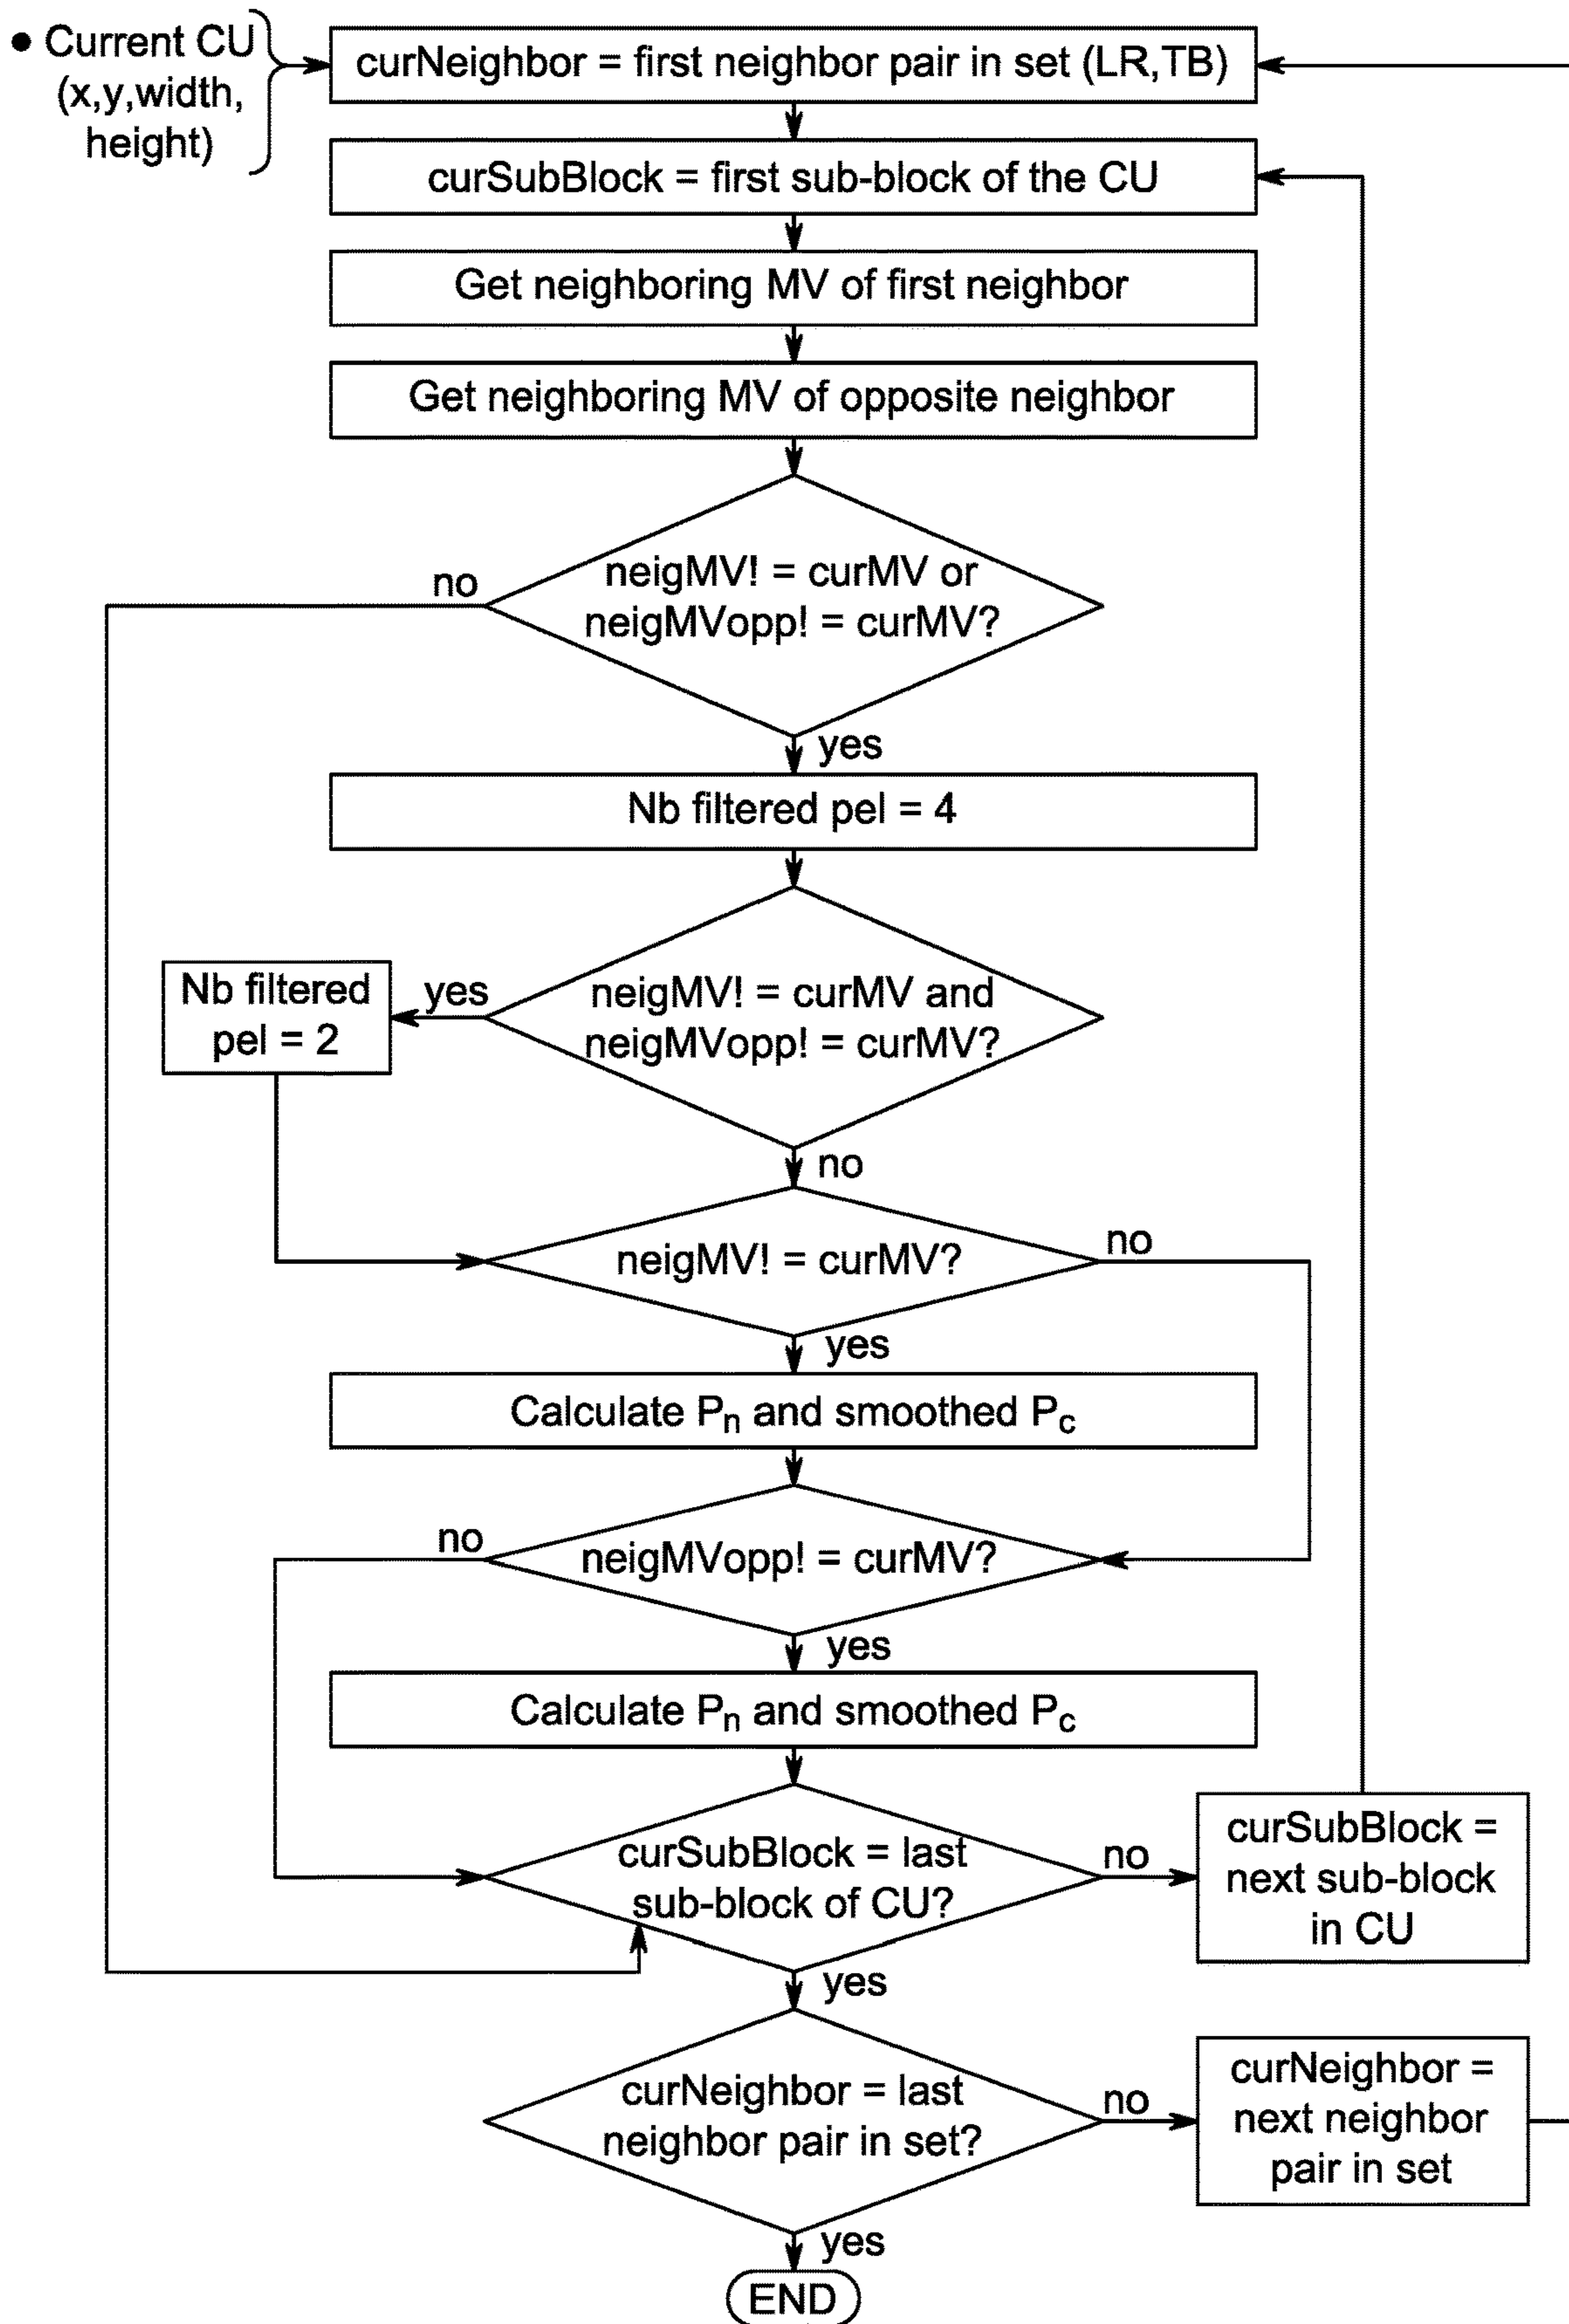 • Current CU
(x,y,width,
height)
curNeighbor = first neighbor pair in set (LR,TB)
curSubBlock = first sub-block of the CU
Get neighboring MV of first neighbor
Get neighboring MV of opposite neighbor
neigMV! = curMV or
neigMVopp! = curMV?
no
yes
Nb filtered pel = 4
neigMV! = curMV and
neigMVopp! = curMV?
yes
Nb filtered
pel = 2
no
neigMV! = curMV?
no
yes
Calculate Pn and smoothed Pc
neigMVopp! = curMV?
no
yes
Calculate Pn and smoothed Pc
curSubBlock = last
sub-block of CU?
no
curSubBlock =
next sub-block
in CU
yes
curNeighbor = last
neighbor pair in set?
no
curNeighbor =
next neighbor
pair in set
yes
END